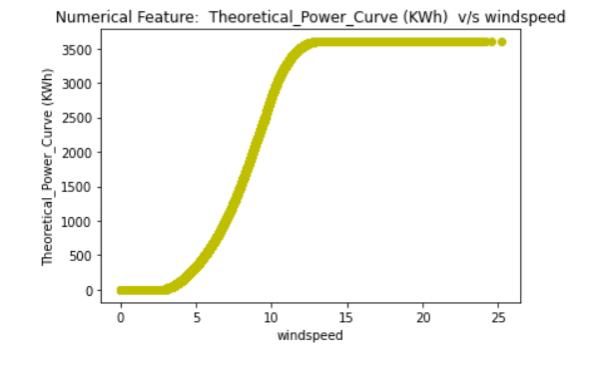 Numerical Feature:  Theoretical_Power_Curve (KWh)  v/s windspeed
Theoretical_Power_Curve (KWh)
3500
3000
2500
2000
1500
1000
500
0
0 5 10 15 20 25
windspeed